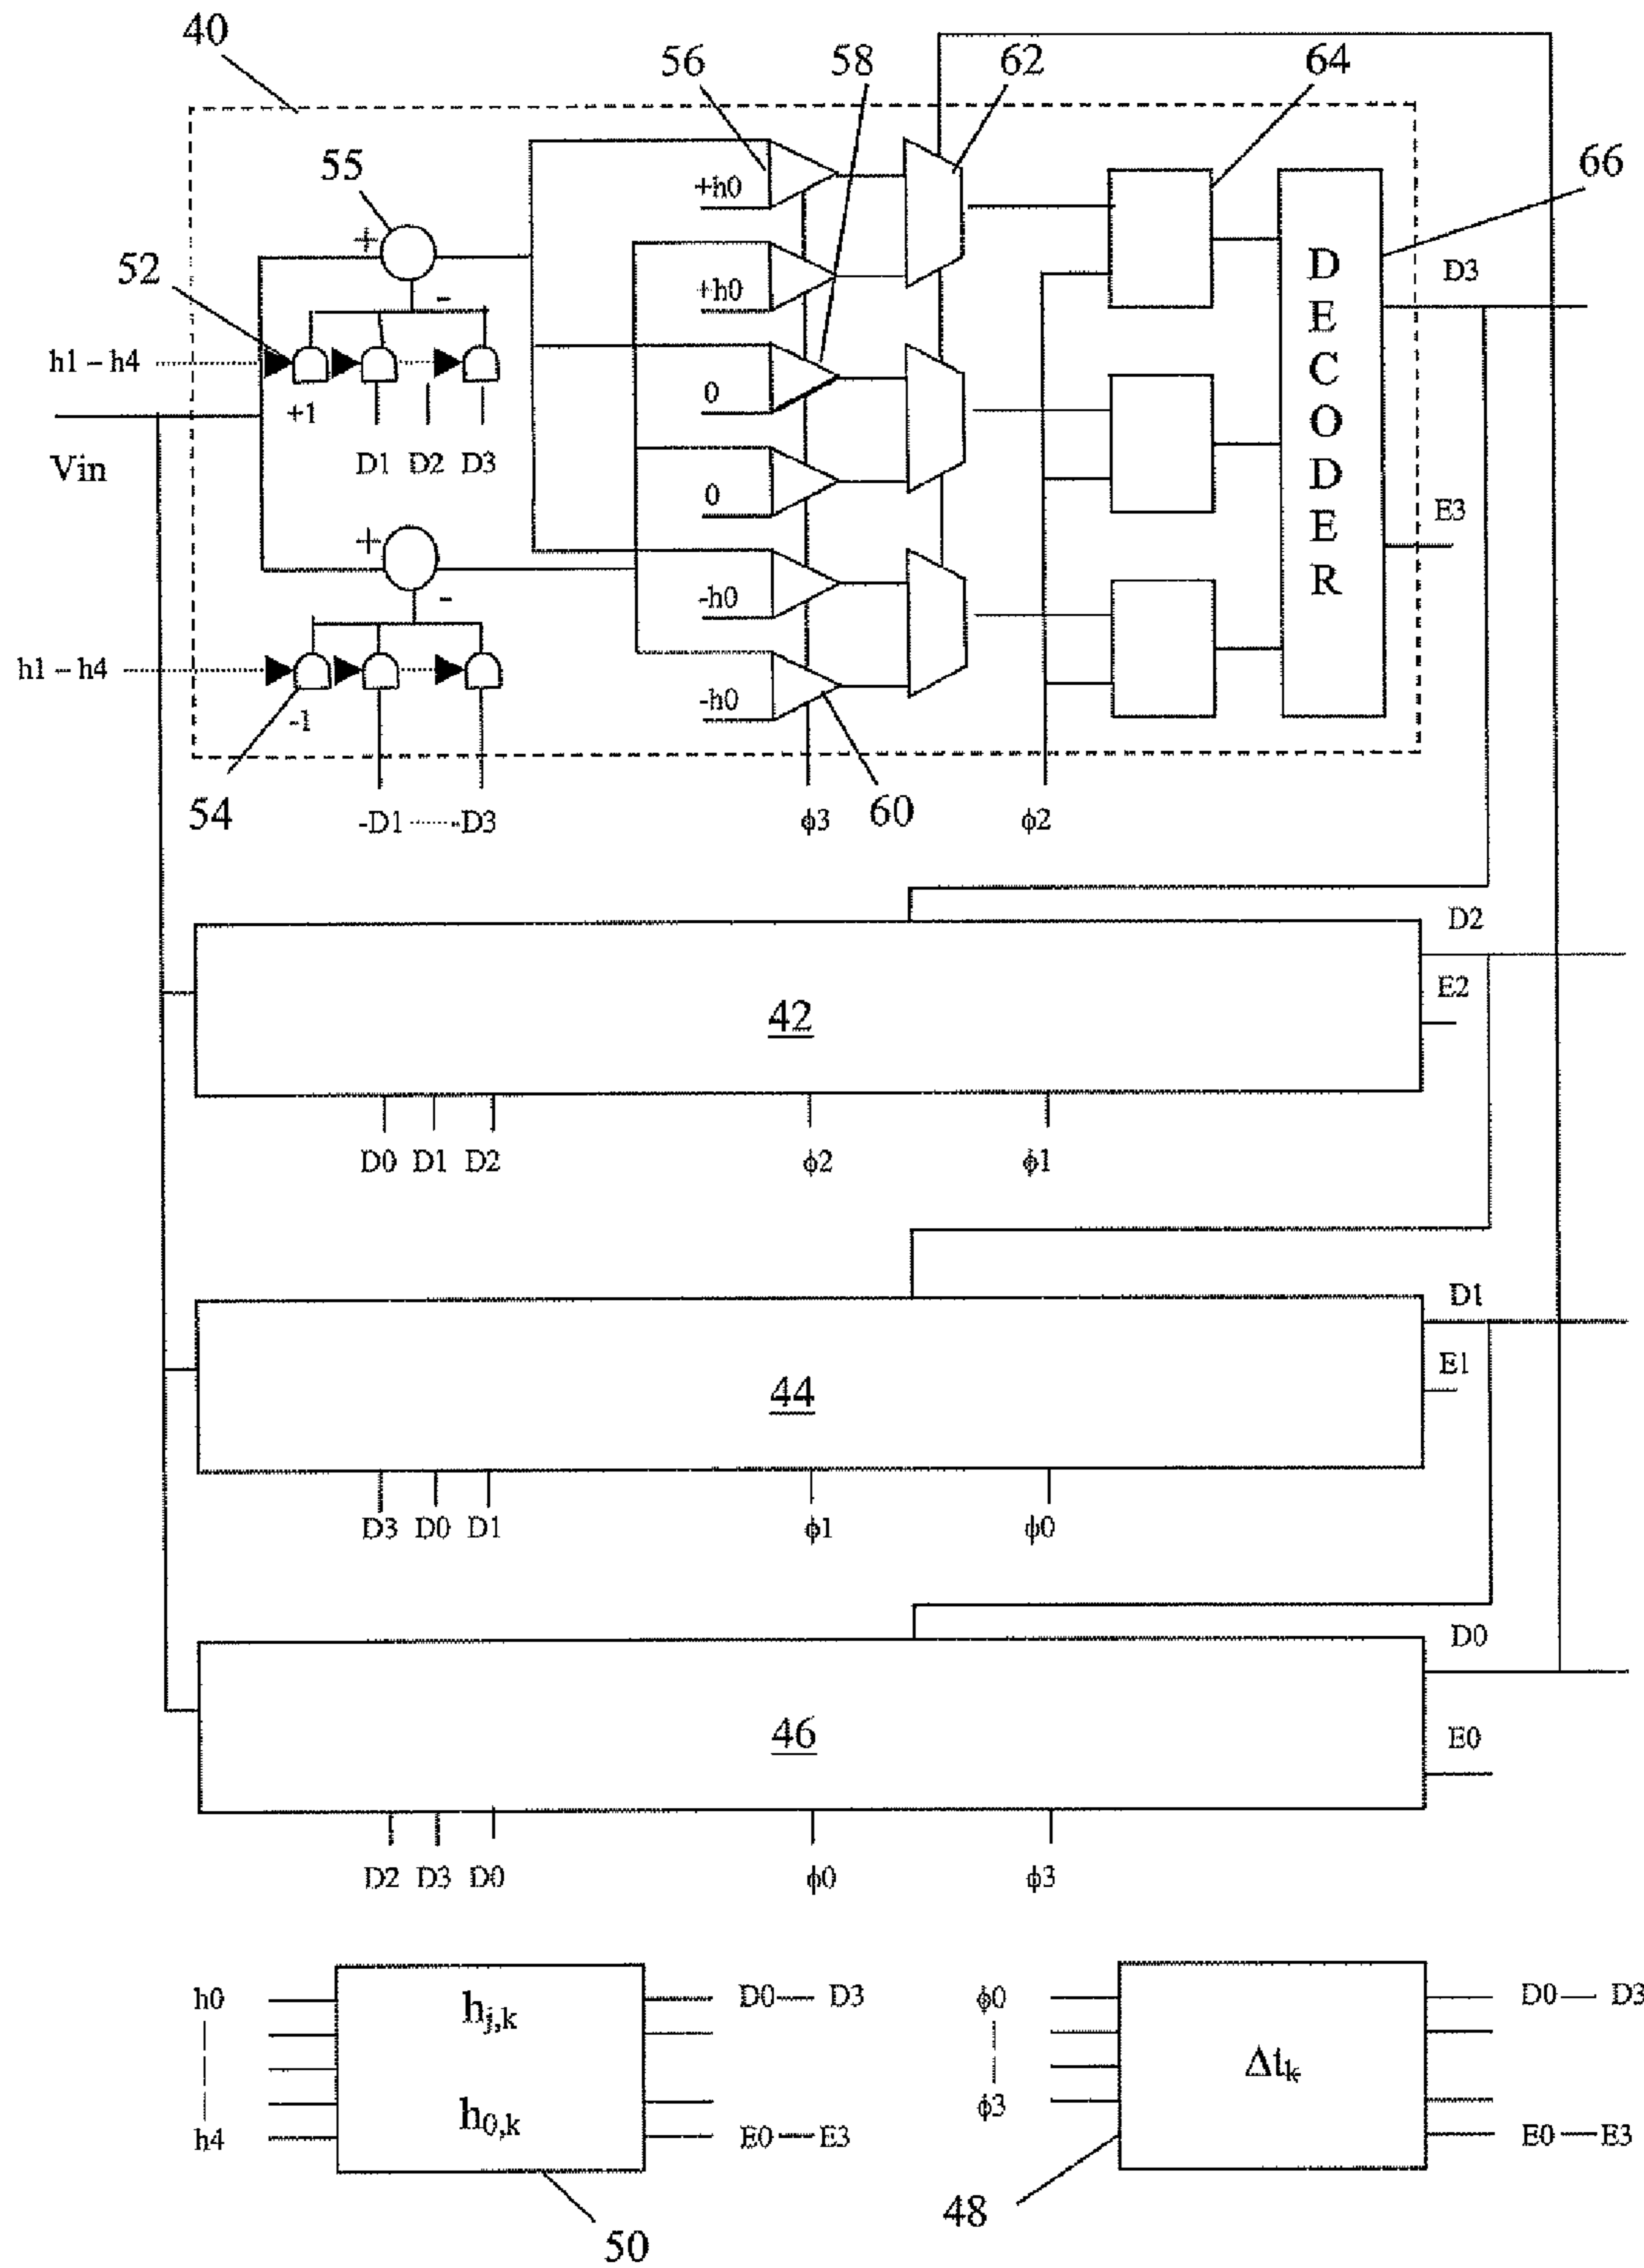 40
56
58
62
64
55
66
+h0
+
52
-
+h0
D3
h1 – h4
+1
0
DECODER
Vin
D1 D2 D3
0
E3
+
-
-h0
h1 – h4
-1
-h0
54
-D1 -D3
ϕ3
60
ϕ2
D2
E2
42
D0 D1 D2
ϕ2
ϕ1
D1
E1
44
D3 D0 D1
ϕ1
ϕ0
D0
E0
46
D2 D3 D0
ϕ0
ϕ3
h0
hj,k
D0 — D3
ϕ0
D0 — D3
Δtk
h0,k
ϕ3
h4
E0 — E3
E0 — E3
48
50